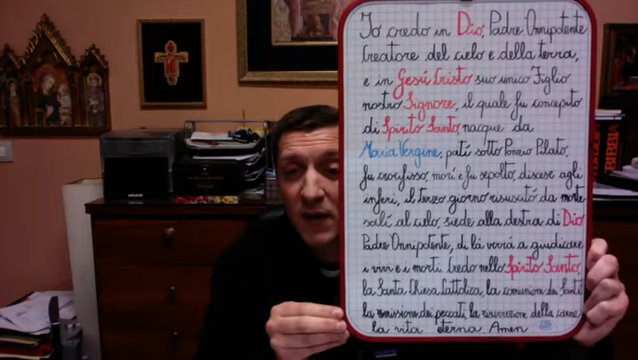 Io credo in Dio, Padre Onnipotente
Creatore del cielo e della terra,
e in Gesù Cristo suo unico Figlio
nostro Signore, il quale fu concepito
di Spirito Santo, nacque da
Maria Vergine, patì sotto Ponzio Pilato,
fu crocifisso, morì e fu sepolto, discese agli
inferi, il terzo giorno risuscitò da morte
salì al cielo, siede alla destra di Dio
Padre Onnipotente, di là verrà a giudicare
i vivi e i morti. Credo nello Spirito Santo,
la Santa Chiesa Cattolica, la comunione dei Santi
la remissione dei peccati, la risurrezione della carne
la vita eterna. Amen
BIBBIA